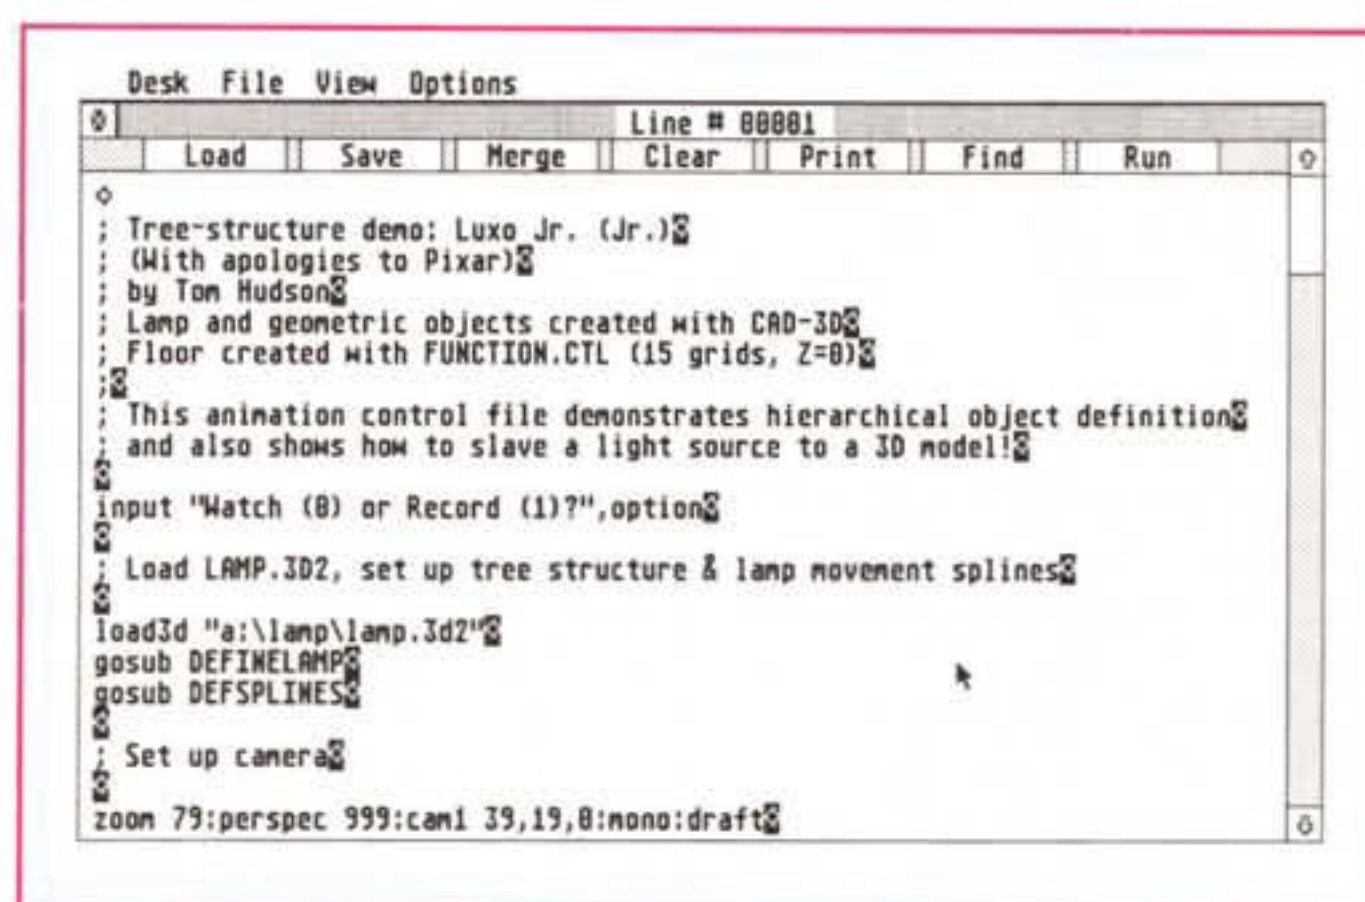 Desk File View Options
Line # 00001
Load Save Merge Clear Print Find Run
; Tree-structure demo: Luxo Jr. (Jr.)
; (With apologies to Pixar)
; by Tom Hudson
; Lamp and geometric objects created with CAD-3D
; Floor created with FUNCTION.CTL (15 grids, Z=0)
;
; This animation control file demonstrates hierarchical object definition
; and also shows how to slave a light source to a 3D model!
input "Watch (0) or Record (1)?",option
; Load LAMP.3D2, set up tree structure & lamp movement splines
load3d "a:\lamp\lamp.3d2"
gosub DEFINELAMP
gosub DEFSPLINES
; Set up camera
zoom 79:perspec 999:cam1 39,19,0:mono:draft